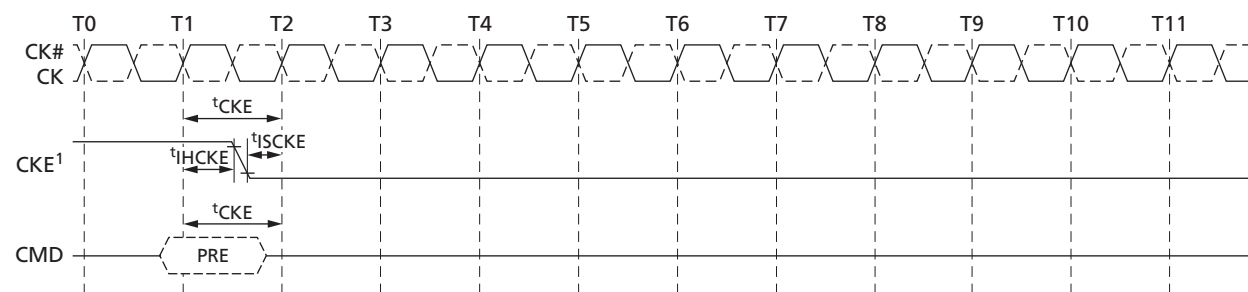 T0 T1 T2 T3 T4 T5 T6 T7 T8 T9 T10 T11
CK#
CK
tCKE
tISCKE
CKE1
tIHCKE
tCKE
CMD
PRE